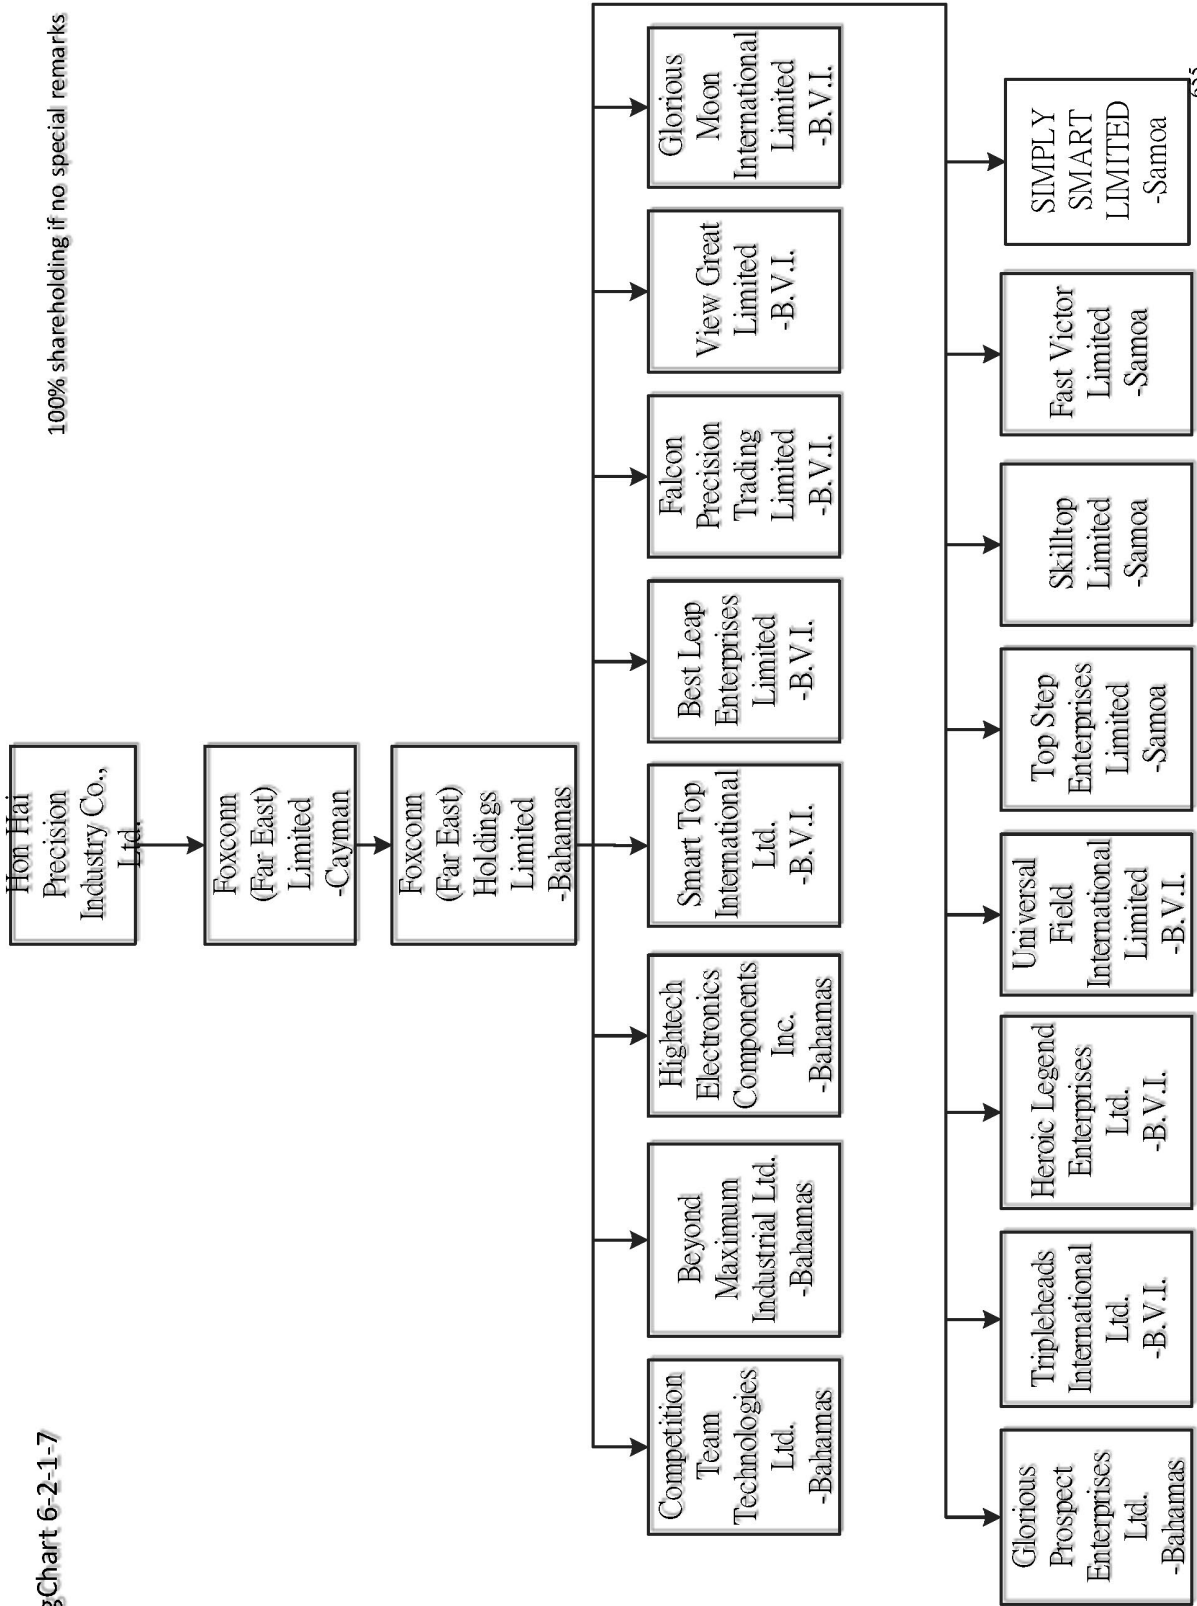 gChart 6-2-1-7
100% shareholding if no special remarks
Hon Hai
Precision
Industry Co.,
Ltd.
Foxconn
(Far East)
Limited
-Cayman
Foxconn
(Far East)
Holdings
Limited
-Bahamas
Competition
Team
Technologies
Ltd.
-Bahamas
Beyond
Maximum
Industrial Ltd.
-Bahamas
Hightech
Electronics
Components
Inc.
-Bahamas
Smart Top
International
Ltd.
-B.V.I.
Best Leap
Enterprises
Limited
-B.V.I.
Falcon
Precision
Trading
Limited
-B.V.I.
View Great
Limited
-B.V.I.
Glorious
Moon
International
Limited
-B.V.I.
Glorious
Prospect
Enterprises
Ltd.
-Bahamas
Tripleheads
International
Ltd.
-B.V.I.
Heroic Legend
Enterprises
Ltd.
-B.V.I.
Universal
Field
International
Limited
-B.V.I.
Top Step
Enterprises
Limited
-Samoa
Skilltop
Limited
-Samoa
Fast Victor
Limited
-Samoa
SIMPLY
SMART
LIMITED
-Samoa